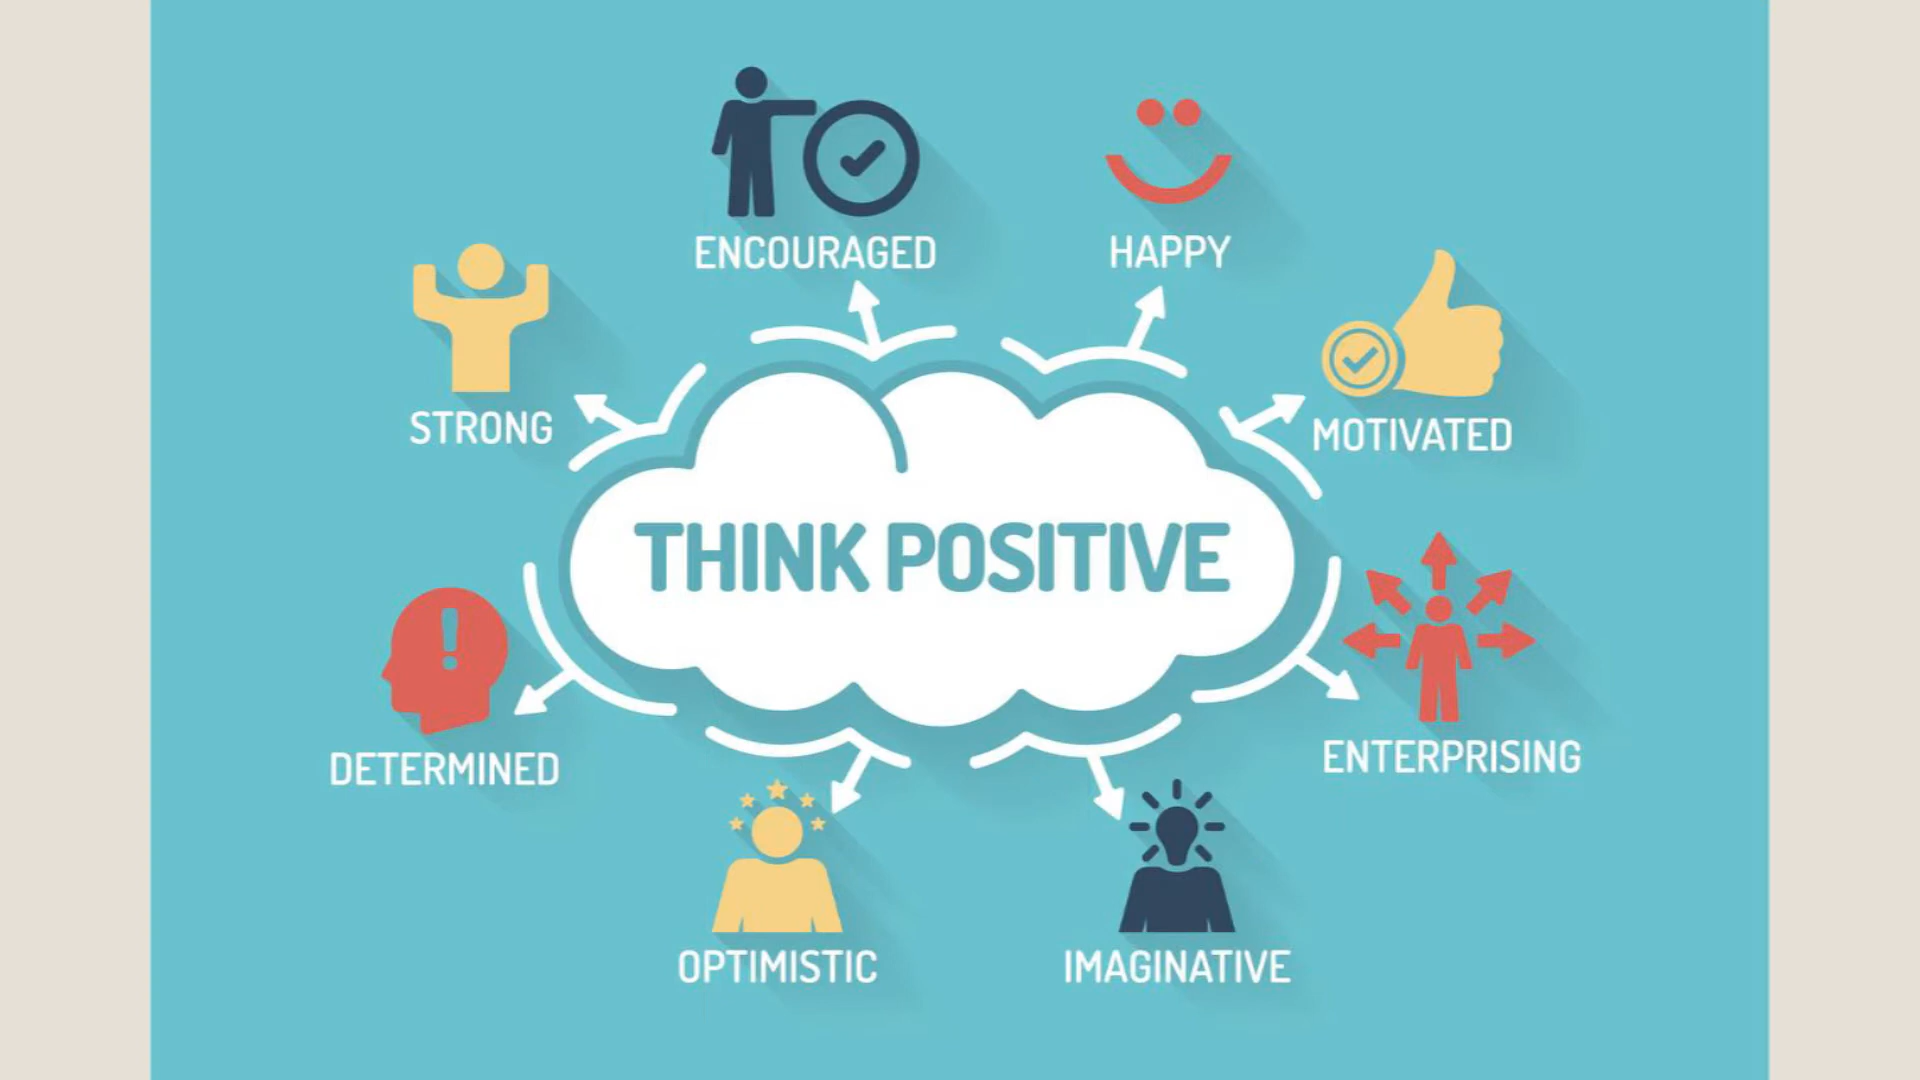 ENCOURAGED
HAPPY
STRONG
MOTIVATED
THINK POSITIVE
DETERMINED
ENTERPRISING
OPTIMISTIC
IMAGINATIVE